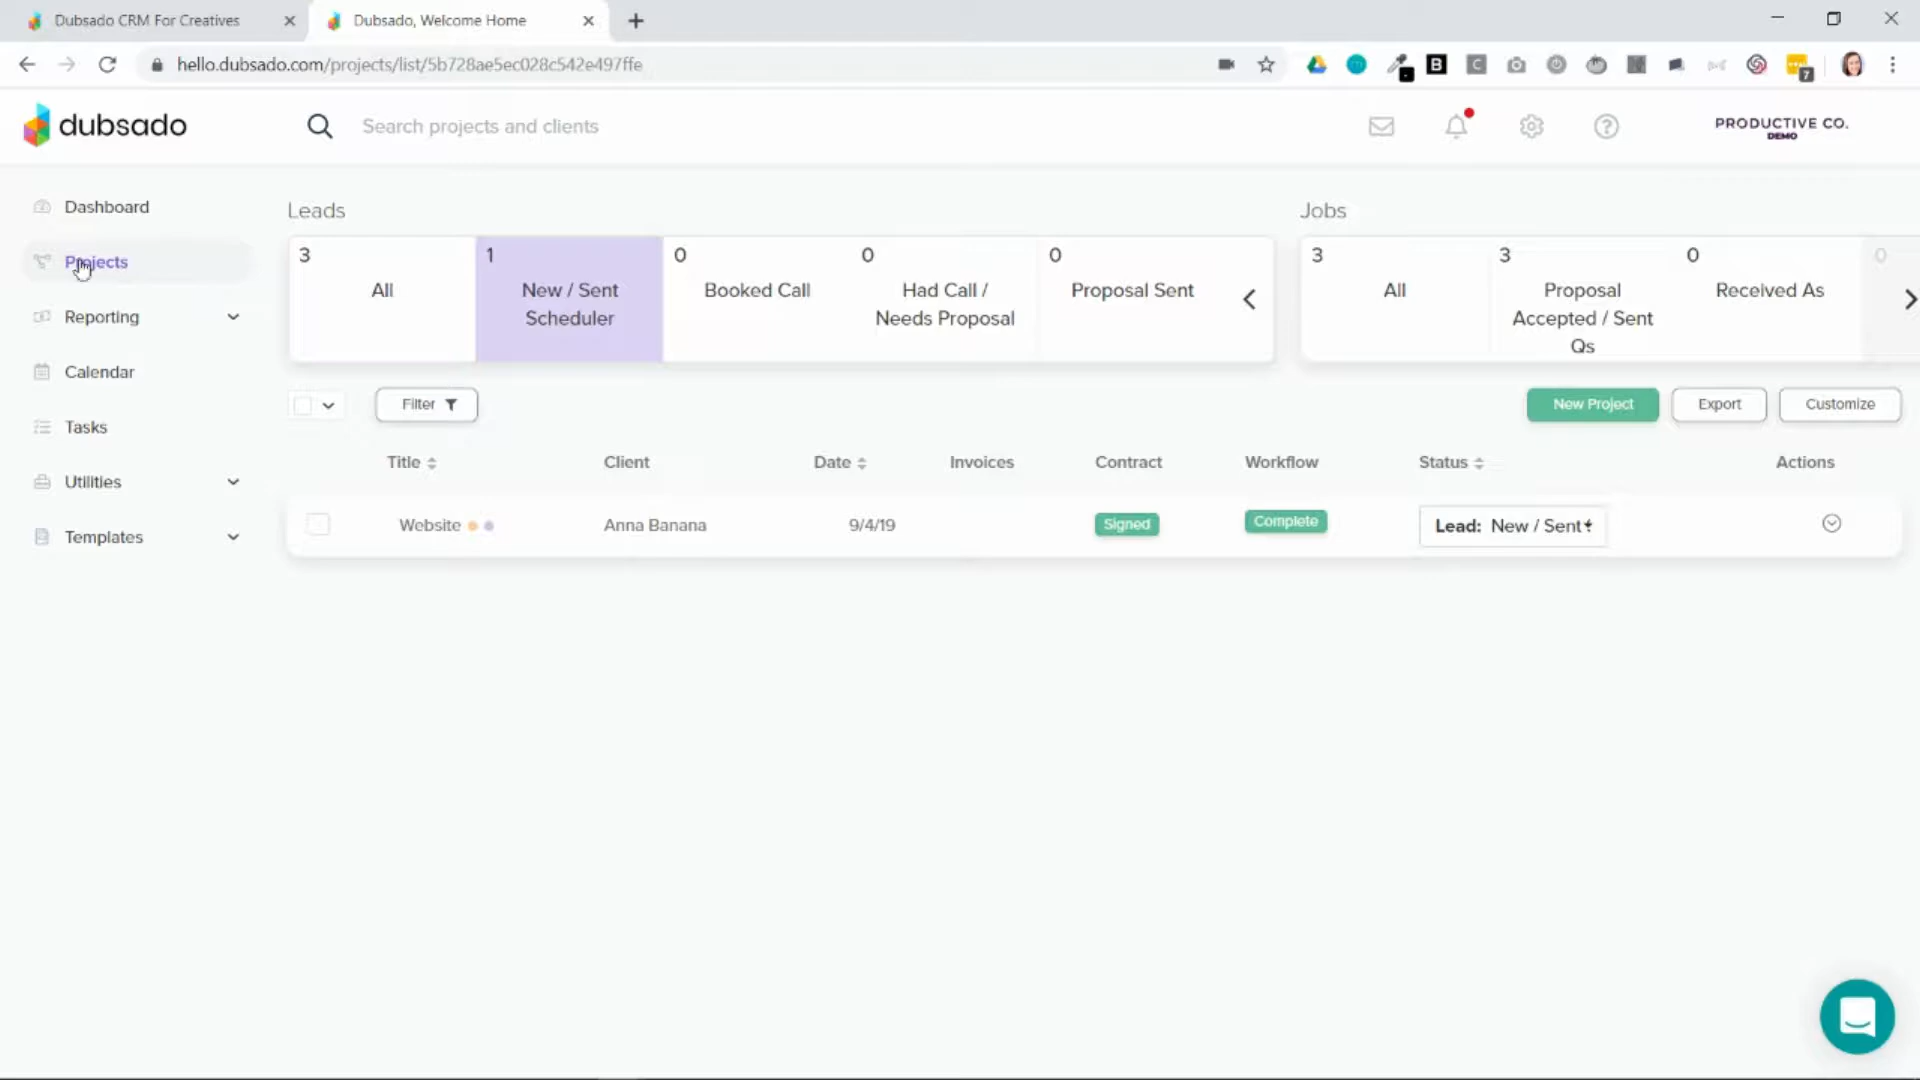 Dubsado CRM For Creatives
Dubsado, Welcome Home
hello.dubsado.com/projects/list/5b728ae5ec028c542e497ffe
B
C
7
dubsado
Search projects and clients
PRODUCTIVE CO.
DEMO
Dashboard
Projects
Reporting
Calendar
Tasks
Utilities
Templates
Leads
3
All
1
New / Sent
Scheduler
0
Booked Call
0
Had Call /
Needs Proposal
0
Proposal Sent
Jobs
3
All
3
Proposal
Accepted / Sent
Qs
0
Received As
0
Filter
New Project
Export
Customize
Title
Client
Date
Invoices
Contract
Workflow
Status
Actions
Website
Anna Banana
9/4/19
Signed
Complete
Lead: New / Sent